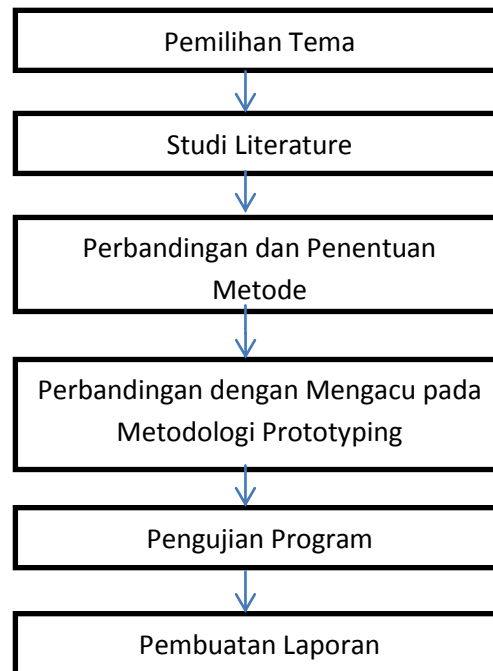 Pemilihan Tema
Studi Literature
Perbandingan dan Penentuan
Metode
Perbandingan dengan Mengacu pada
Metodologi Prototyping
Pengujian Program
Pembuatan Laporan